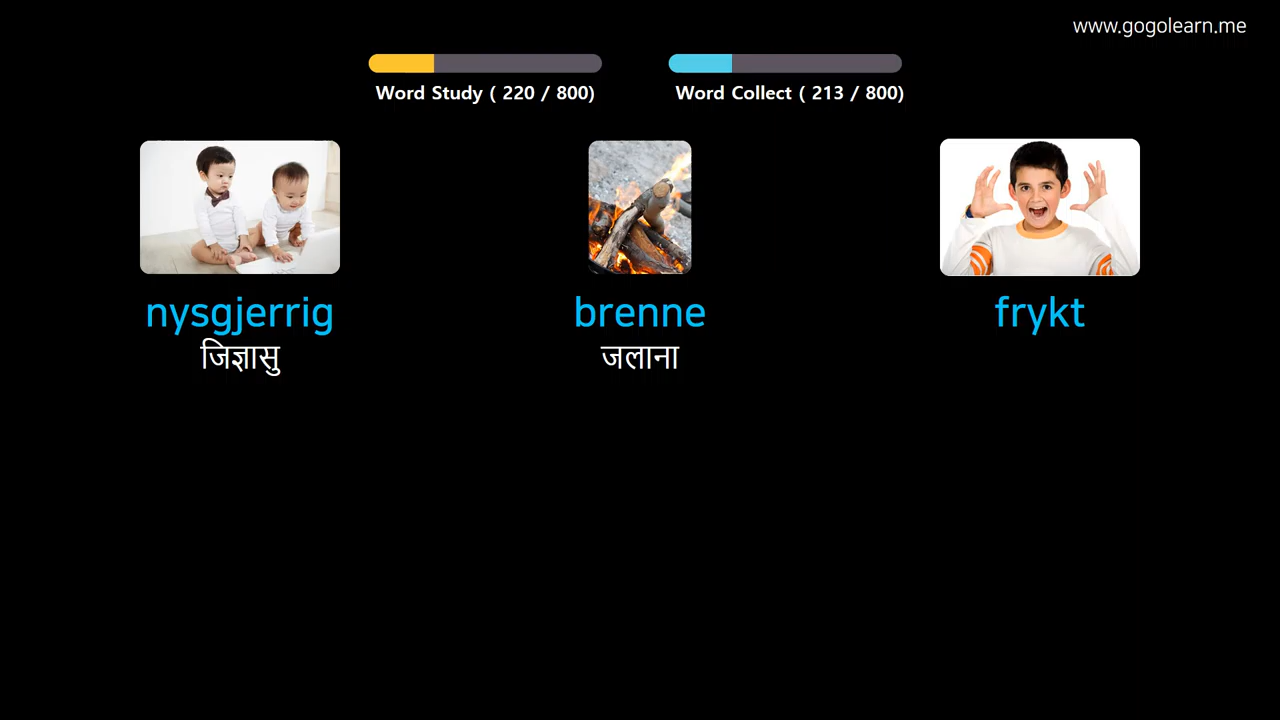 www.gogolearn.me
Word Study ( 220 / 800)
Word Collect ( 213 / 800)
nysgjerrig
जिज्ञासु
brenne
जलाना
frykt